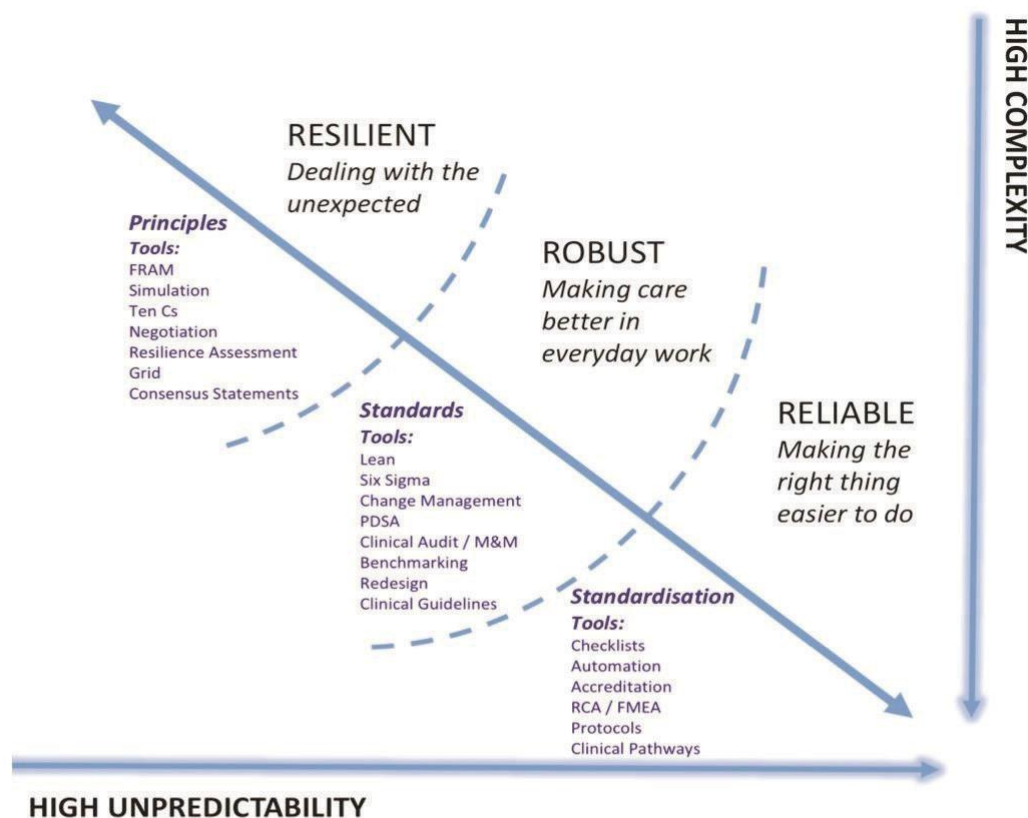 HIGH COMPLEXITY
RESILIENT
Dealing with the
unexpected
Principles
Tools:
FRAM
Simulation
Ten Cs
Negotiation
Resilience Assessment
Grid
Consensus Statements
ROBUST
Making care
better in
everyday work
Standards
Tools:
Lean
Six Sigma
Change Management
PDSA
Clinical Audit / M&M
Benchmarking
Redesign
Clinical Guidelines
RELIABLE
Making the
right thing
easier to do
Standardisation
Tools:
Checklists
Automation
Accreditation
RCA / FMEA
Protocols
Clinical Pathways
HIGH UNPREDICTABILITY